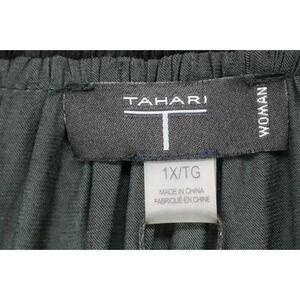 TAHARI
T
WOMAN
1X/TG
MADE IN CHINA
FABRIQUÉ EN CHINE